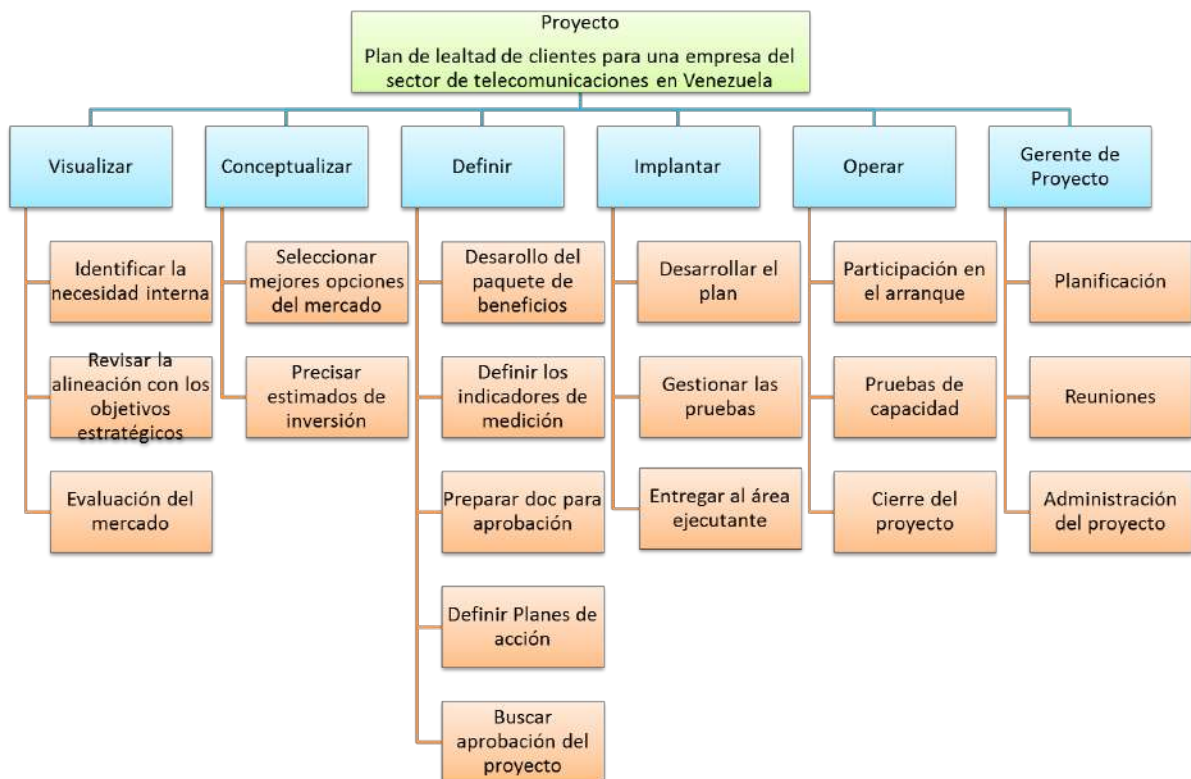 Proyecto
Plan de lealtad de clientes para una empresa del
sector de telecomunicaciones en Venezuela
Visualizar
Conceptualizar
Definir
Implantar
Operar
Gerente de
Proyecto
Identificar la
necesidad interna
Revisar la
alineación con los
objetivos
estratégicos
Evaluación del
mercado
Seleccionar
mejores opciones
del mercado
Precisar
estimados de
inversión
Desarollo del
paquete de
beneficios
Definir los
indicadores de
medición
Preparar doc para
aprobación
Definir Planes de
acción
Buscar
aprobación del
proyecto
Desarrollar el
plan
Gestionar las
pruebas
Entregar al área
ejecutante
Participación en
el arranque
Pruebas de
capacidad
Cierre del
proyecto
Planificación
Reuniones
Administración
del proyecto